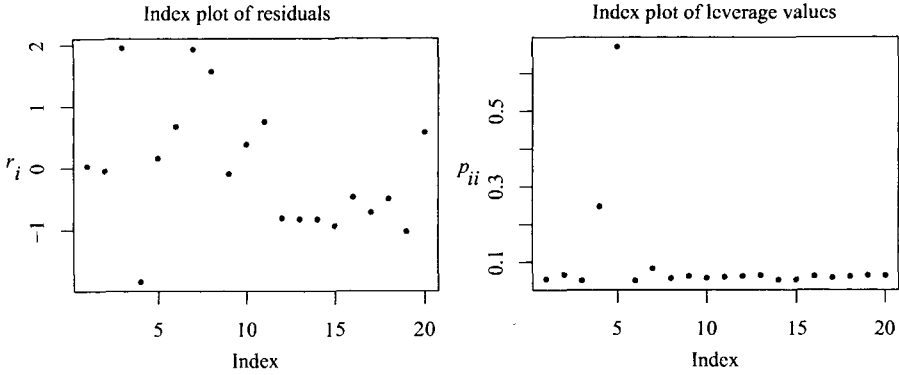 Index plot of residuals
2
1
0
−1
r_i
5
10
15
20
Index
Index plot of leverage values
0.5
0.3
0.1
p_ii
5
10
15
20
Index